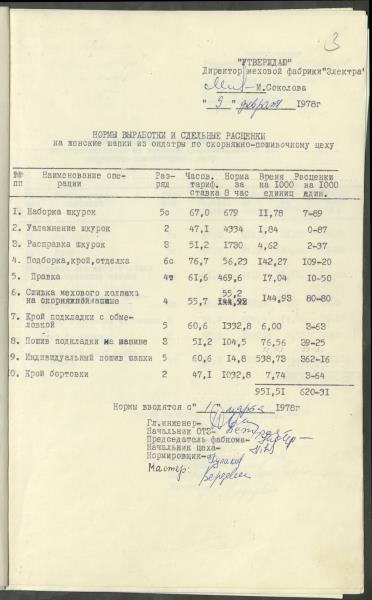 3
"УТВЕРЖДАЮ"
Директор меховой фабрики "Электра"
М.Соколова
" 9 " февраля 1978г
НОРМЫ ВЫРАБОТКИ И СДЕЛЬНЫЕ РАСЦЕНКИ
на женские шапки из ондатры по скорняжно-пошивочному цеху
№№ пп Наименование операции Разряд Часов. тариф. ставка Норма за 8 час Время на 1000 единиц Расценки на 1000 един.
1. Наборка шкурок 5с 67,0 679 11,78 7-89
2. Увлажнение шкурок 2 47,1 4334 1,84 0-87
3. Расправка шкурок 3 51,2 1730 4,62 2-37
4. Подборка,крой,отделка 6с 76,7 56,23 142,27 109-20
5. Правка 4т 61,6 469,6 17,04 10-50
6. Сшивка мехового колпака
на скорняжной машине 4 55,7 55,2 144,93 80-80
7. Крой подкладки с обме-
ловкой 5 60,6 1332,8 6,00 3-63
8. Пошив подкладки на машине 3 51,2 104,5 76,56 39-25
9. Индивидуальный пошив шапки 5 60,6 14,8 538,73 362-16
0. Крой бортовки 2 47,1 1032,8 7,74 3-64
951,51 620-31
Нормы вводятся с " 1 " марта 1978г
Гл.инженер-
Начальник ОТЗ-
Председатель фабкома-
Начальник цеха-
Нормировщик-
Мастер: